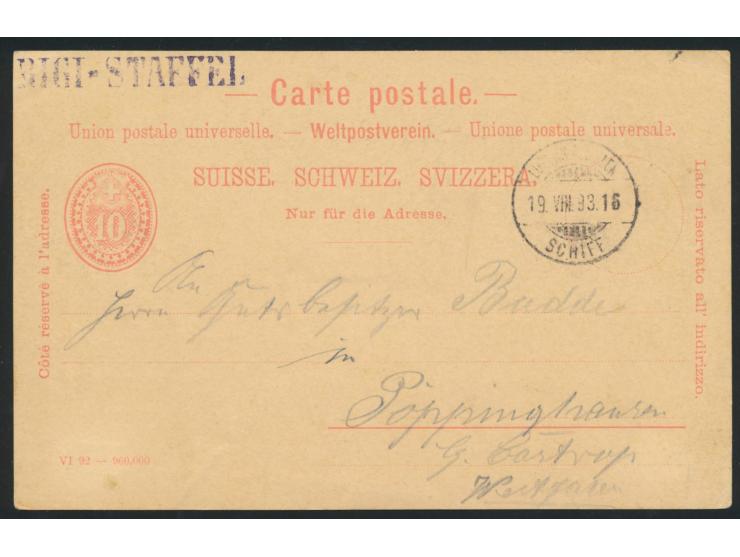 RIGI-STAFFEL
— Carte postale. —
Union postale universelle. — Weltpostverein. — Unione postale universale.
SUISSE. SCHWEIZ. SVIZZERA.
Nur für die Adresse.
10
19. VIII. 93. 16
SCHIFF
Côté réservé à l'adresse.
Lato riservato all' indirizzo.
An
Herrn Gutsbesitzer Budde
in
Pöppinghausen
b. Castrop
Westfalen
VI 92 — 960,000